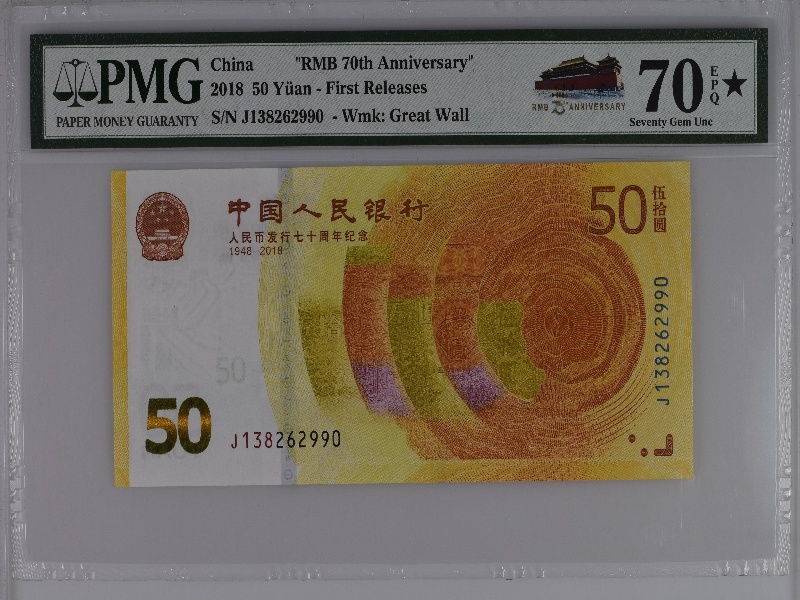 PMG
PAPER MONEY GUARANTY
China "RMB 70th Anniversary"
2018 50 Yüan - First Releases
S/N J138262990 - Wmk: Great Wall
RMB 70 ANNIVERSARY
70 EPQ ★
Seventy Gem Unc
中国人民银行
人民币发行七十周年纪念
1948-2018
50 伍拾圆
J138262990
50
50
J138262990